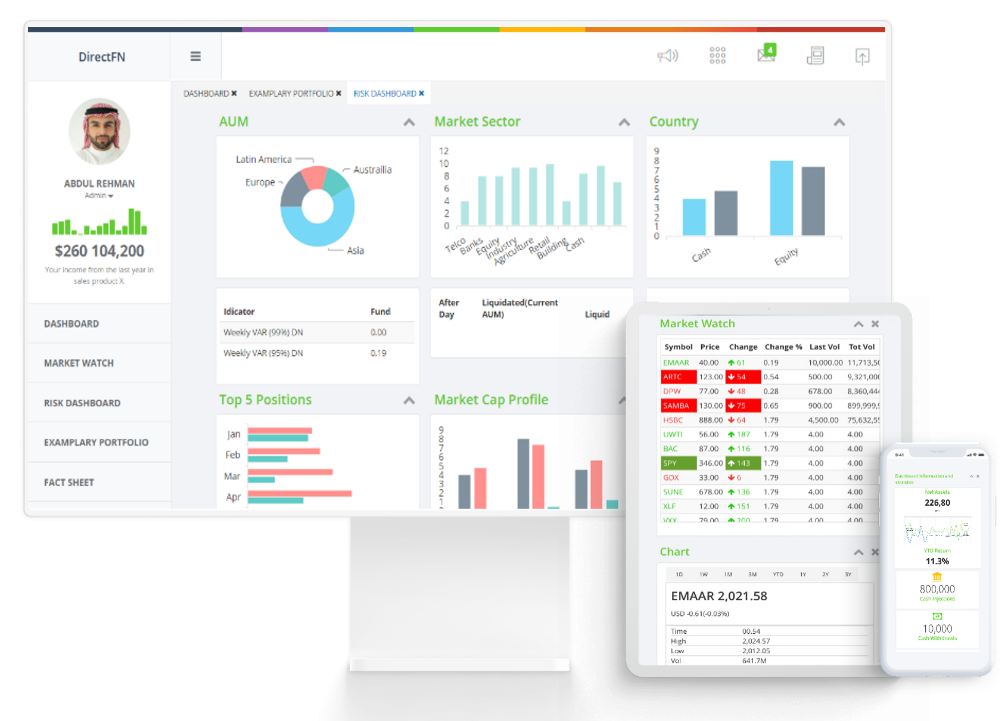 DirectFN
4
DASHBOARD ✖ EXAMPLARY PORTFOLIO ✖ RISK DASHBOARD ✖
ABDUL REHMAN
Admin
$260 104,200
Your income from the last year in
sales product X.
DASHBOARD
MARKET WATCH
RISK DASHBOARD
EXAMPLARY PORTFOLIO
FACT SHEET
AUM
Latin America
Austrailia
Europe
Asia
Market Sector
12
10
8
6
4
2
0
Telco Banks Equity Industry Agriculture Retail Building Cash
Country
9
8
7
6
5
4
3
2
1
0
Cash Equity
Idicator Fund
Weekly VAR (99%) DN 0.00
Weekly VAR (95%) DN 0.19
After Liquidated(Current
Day AUM) Liquid
Top 5 Positions
Jan
Feb
Mar
Apr
Market Cap Profile
9
8
7
6
5
4
3
2
1
Market Watch
Symbol Price Change Change % Last Vol Tot Vol
EMAAR 40.00 61 0.19 10,000.00 11,713,50
ARTC 123.00 54 0.54 500.00 9,321,000
DPW 77.00 48 0.28 678.00 8,360,444
SAMBA 130.00 75 0.65 900.00 899,999,9
HSBC 888.00 64 1.79 4,500.00 75,632,55
UWTI 56.00 187 1.79 4.00 4.00
BAC 87.00 116 1.79 4.00 4.00
SPY 346.00 143 1.79 4.00 4.00
GOX 33.00 6 1.79 4.00 4.00
SUNE 678.00 136 1.79 4.00 4.00
XLF 12.00 151 1.79 4.00 4.00
VXX 79.00 200 1.79 4.00 4.00
Chart
1D 1W 1M 3M YTD 1Y 2Y 3Y
EMAAR 2,021.58
USD -0.61(-0.03%)
Time 00.54
High 2,024.57
Low 2,012.05
Vol 641.7M
9:41
Dashboard Information and
Net Assets
226,80
YTD Return
11.3%
800,000
Cash Injections
10,000
Cash Withdrawals